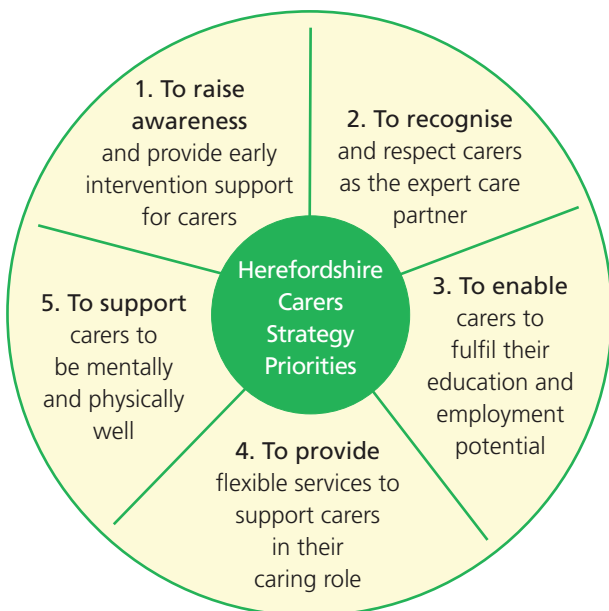 1. To raise
awareness
and provide early
intervention support
for carers
2. To recognise
and respect carers
as the expert care
partner
3. To enable
carers to
fulfil their
education and
employment
potential
4. To provide
flexible services to
support carers
in their
caring role
5. To support
carers to
be mentally
and physically
well
Herefordshire
Carers
Strategy
Priorities